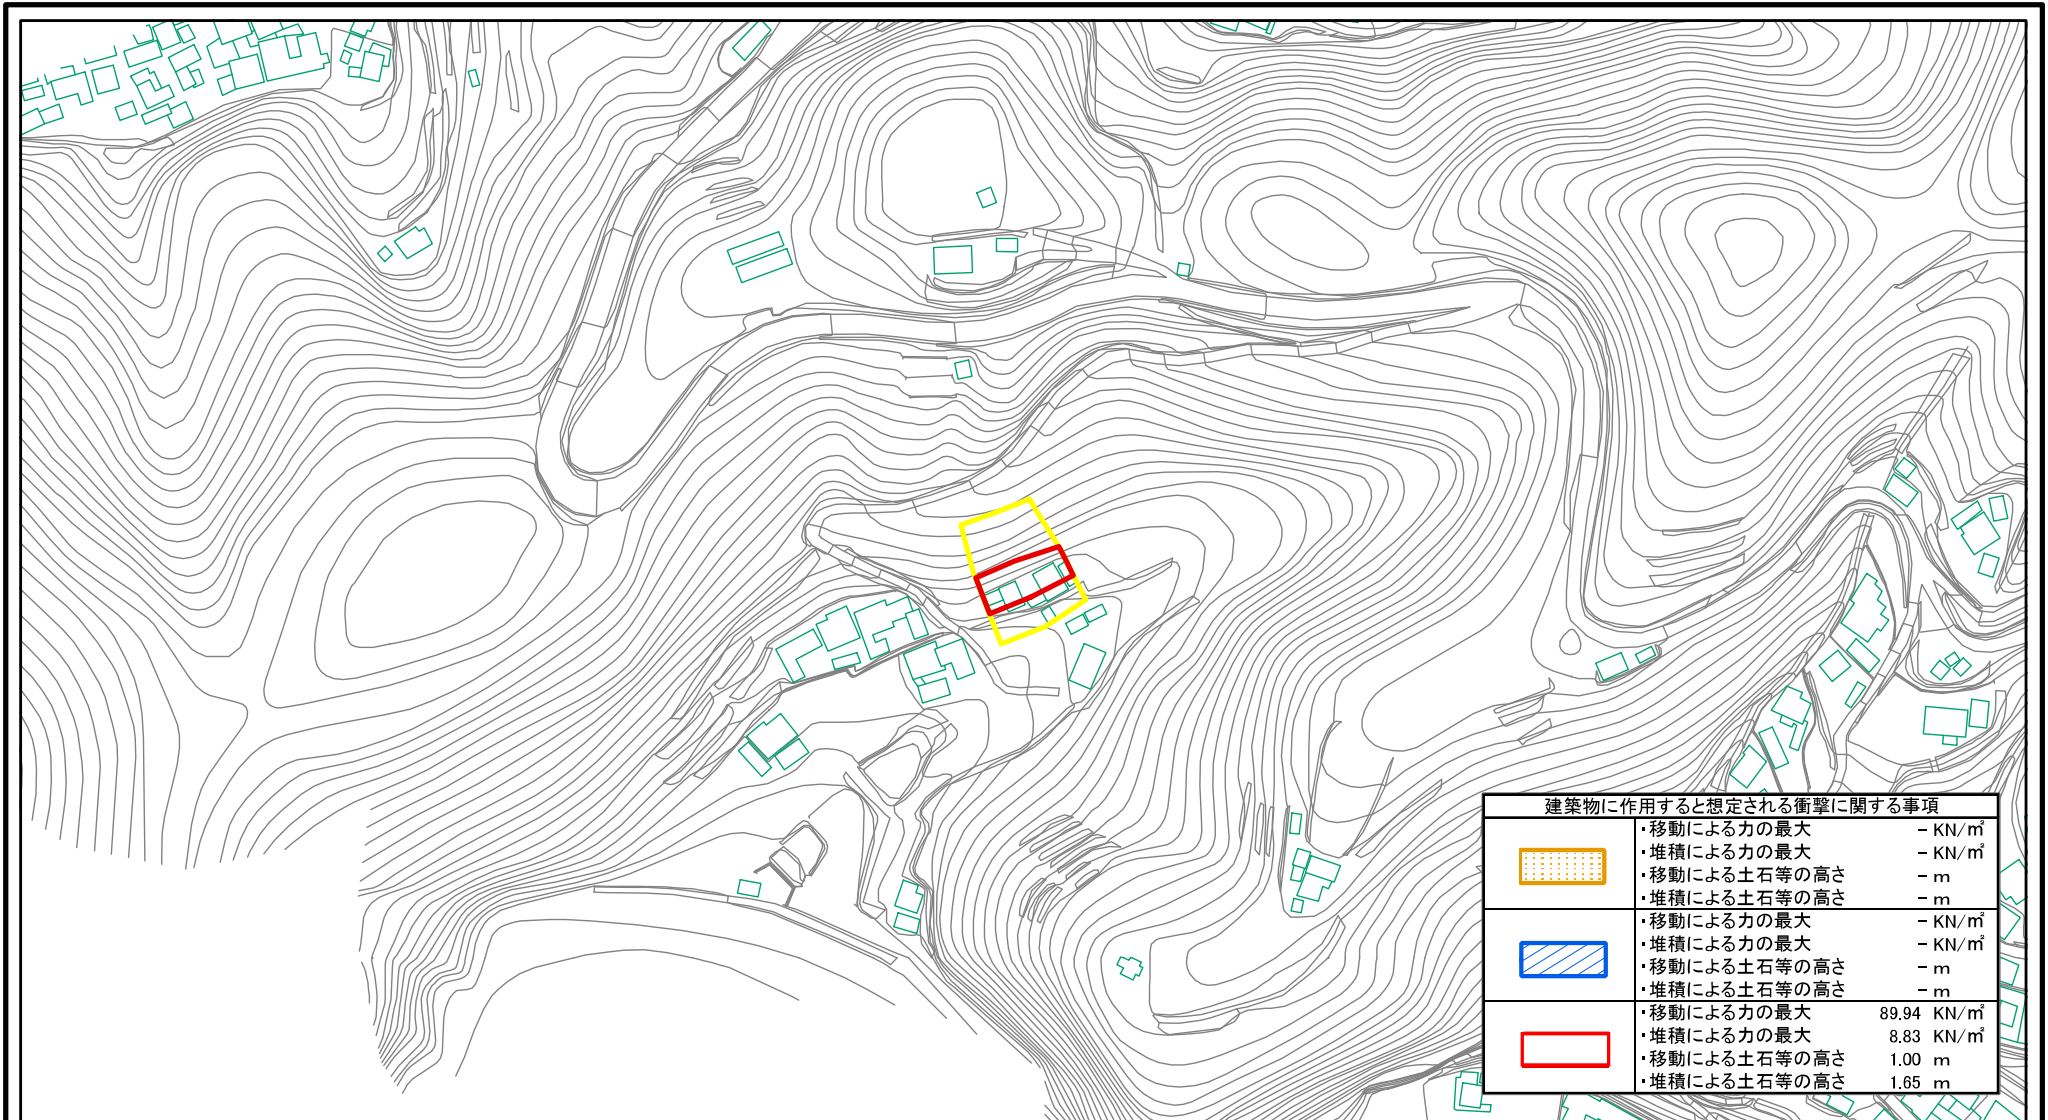 建築物に作用すると想定される衝撃に関する事項
・移動による力の最大 － KN/㎡
・堆積による力の最大 － KN/㎡
・移動による土石等の高さ － m
・堆積による土石等の高さ － m
・移動による力の最大 － KN/㎡
・堆積による力の最大 － KN/㎡
・移動による土石等の高さ － m
・堆積による土石等の高さ － m
・移動による力の最大 89.94 KN/㎡
・堆積による力の最大 8.83 KN/㎡
・移動による土石等の高さ 1.00 m
・堆積による土石等の高さ 1.65 m